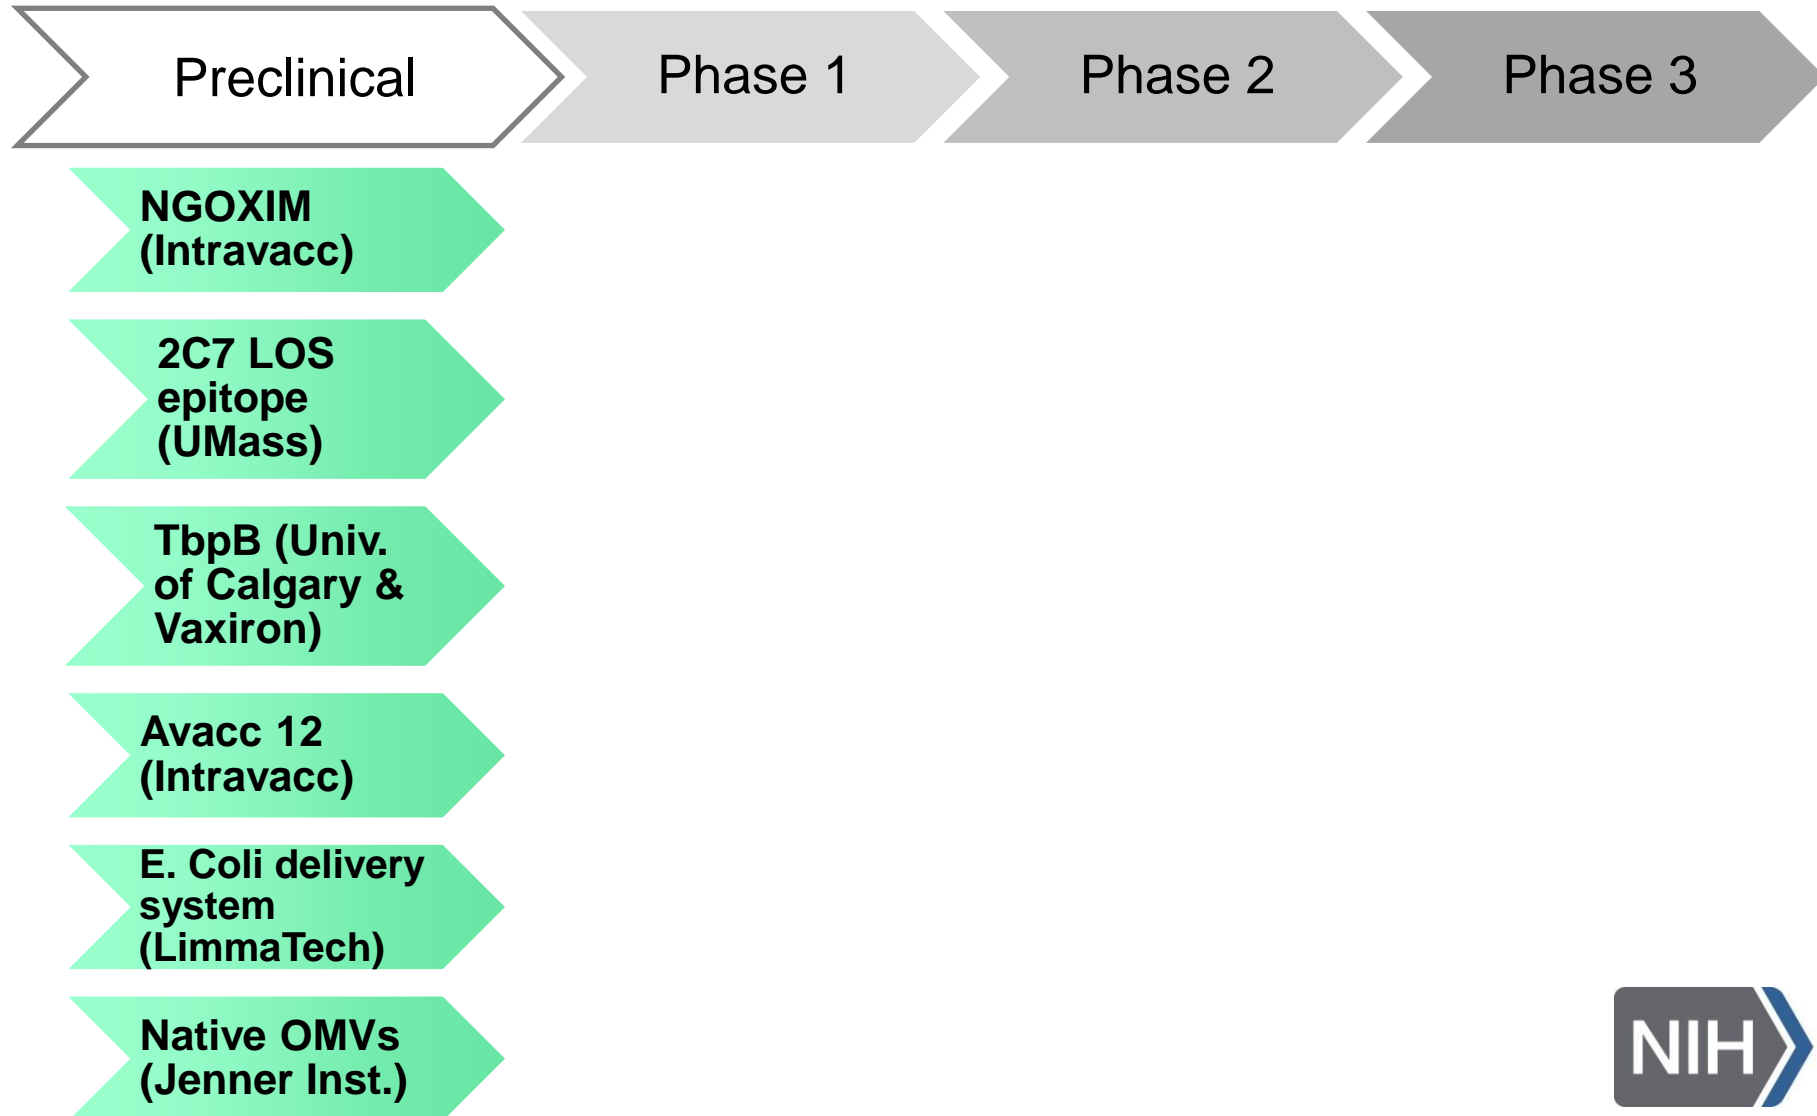 Preclinical
Phase 1
Phase 2
Phase 3
NGOXIM
(Intravacc)
2C7 LOS
epitope
(UMass)
TbpB (Univ.
of Calgary &
Vaxiron)
Avacc 12
(Intravacc)
E. Coli delivery
system
(LimmaTech)
Native OMVs
(Jenner Inst.)
NIH